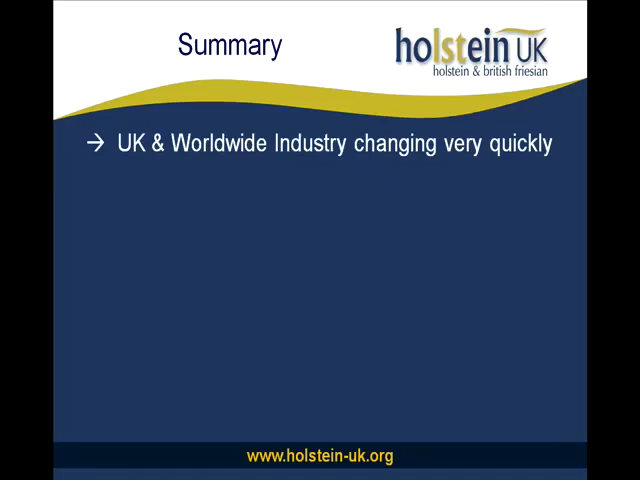 Summary
holstein UK
holstein & british friesian
→ UK & Worldwide Industry changing very quickly
www.holstein-uk.org